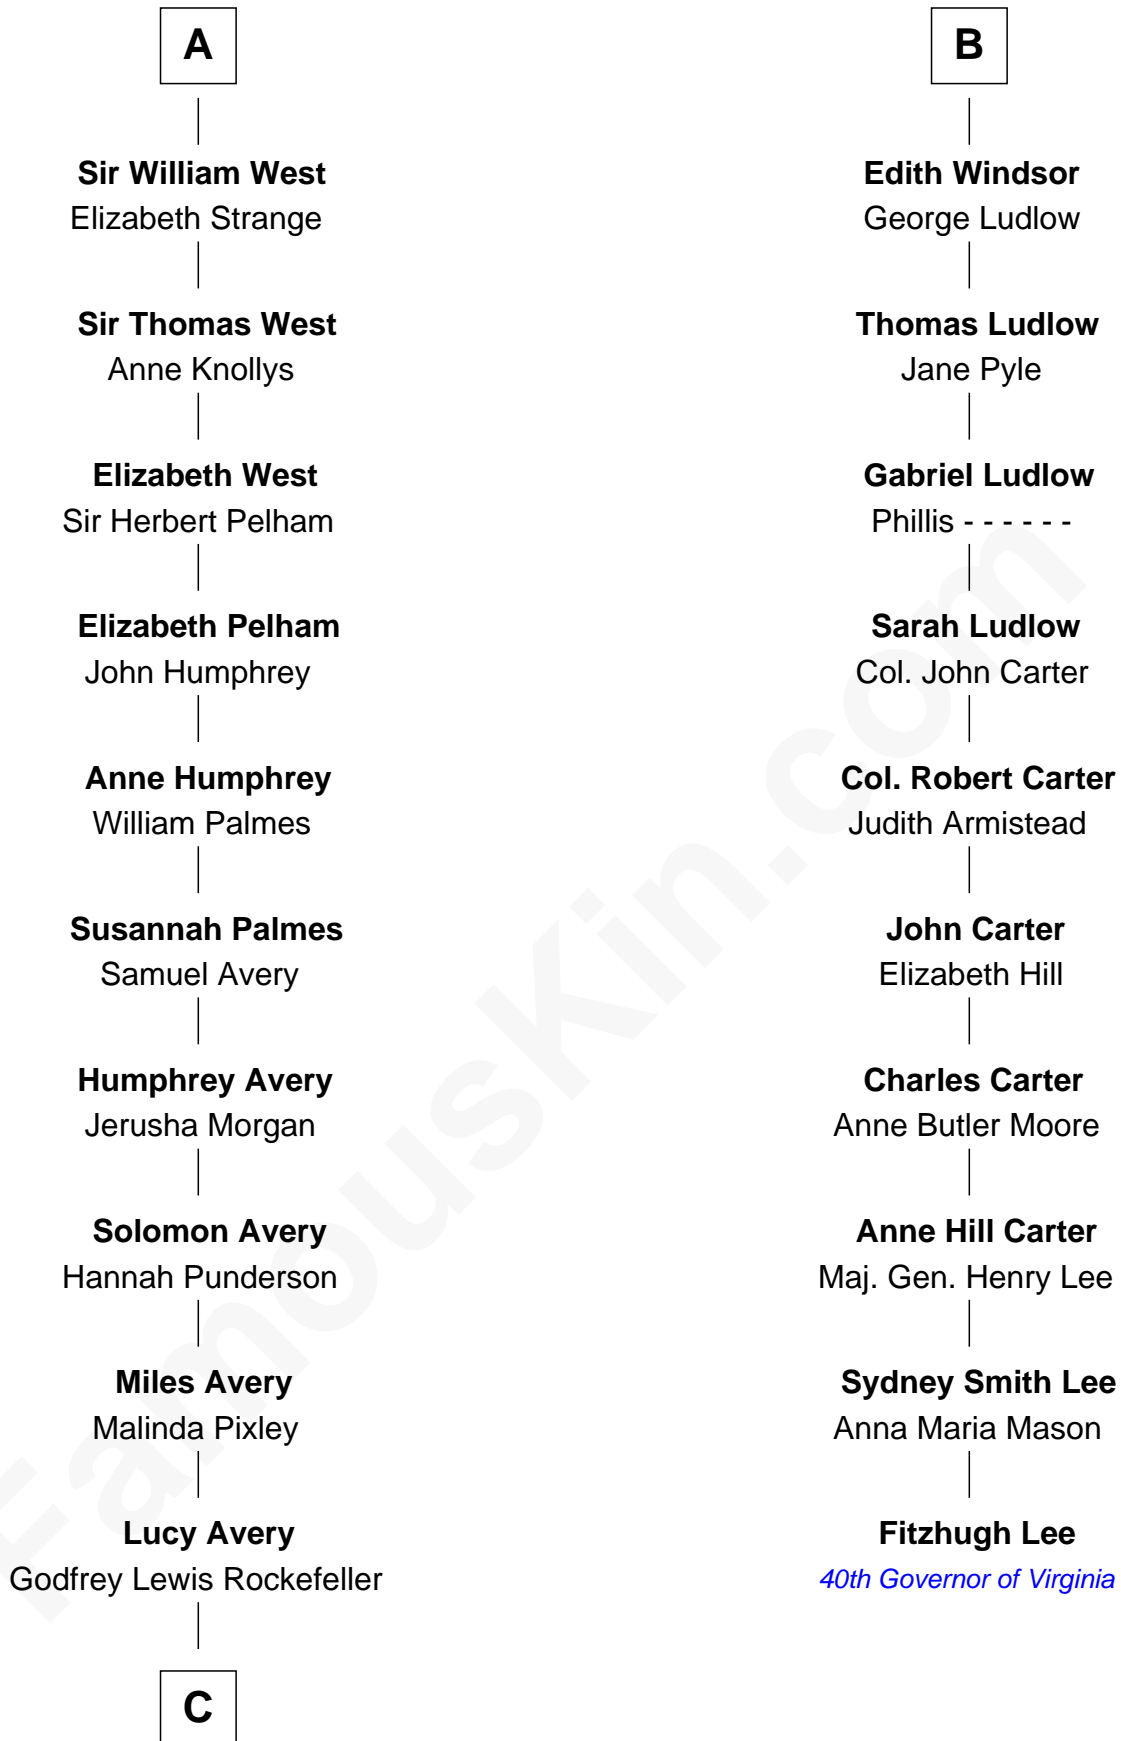 A
Sir William West
Elizabeth Strange
Sir Thomas West
Anne Knollys
Elizabeth West
Sir Herbert Pelham
Elizabeth Pelham
John Humphrey
Anne Humphrey
William Palmes
Susannah Palmes
Samuel Avery
Humphrey Avery
Jerusha Morgan
Solomon Avery
Hannah Punderson
Miles Avery
Malinda Pixley
Lucy Avery
Godfrey Lewis Rockefeller
C
B
Edith Windsor
George Ludlow
Thomas Ludlow
Jane Pyle
Gabriel Ludlow
Phillis - - - - - -
Sarah Ludlow
Col. John Carter
Col. Robert Carter
Judith Armistead
John Carter
Elizabeth Hill
Charles Carter
Anne Butler Moore
Anne Hill Carter
Maj. Gen. Henry Lee
Sydney Smith Lee
Anna Maria Mason
Fitzhugh Lee
40th Governor of Virginia
FamousKin.com